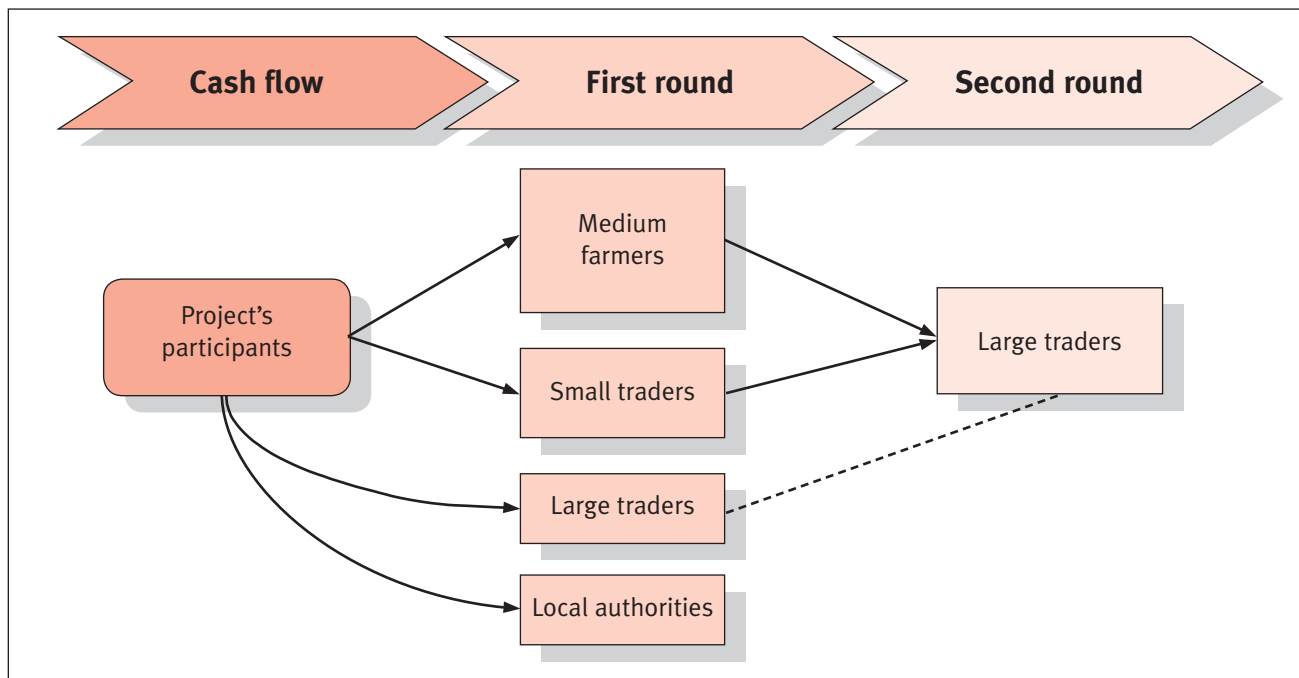 Cash flow
First round
Second round
Medium
farmers
Project’s
participants
Large traders
Small traders
Large traders
Local authorities